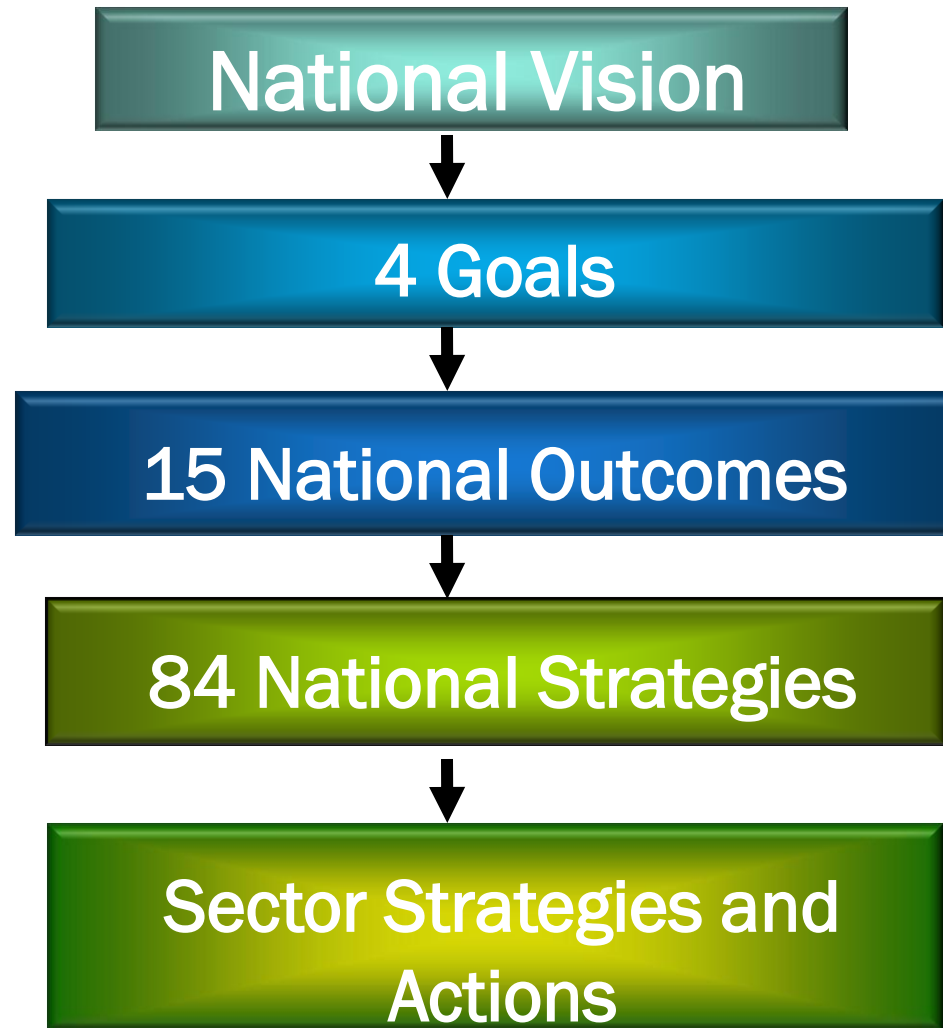 National Vision
4 Goals
15 National Outcomes
84 National Strategies
Sector Strategies and
Actions